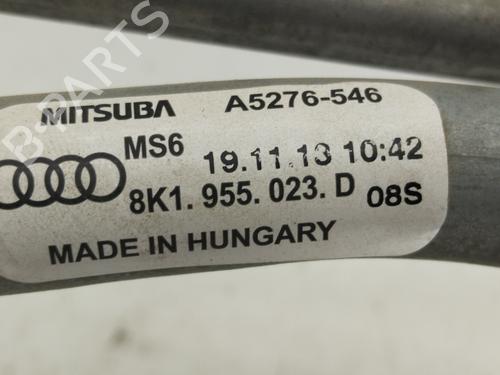 B-PARTS
MITSUBA A5276-546
MS6 19.11.13 10:42
8K1.955.023.D 08S
MADE IN HUNGARY